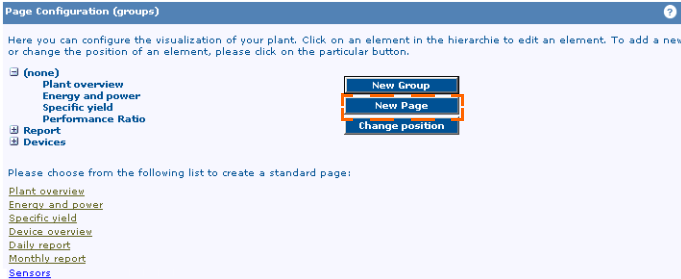 Page Configuration (groups)
?
Here you can configure the visualization of your plant. Click on an element in the hierarchie to edit an element. To add a new
or change the position of an element, please click on the particular button.
(none)
Plant overview
Energy and power
Specific yield
Performance Ratio
Report
Devices
New Group
New Page
Change position
Please choose from the following list to create a standard page:
Plant overview
Energy and power
Specific yield
Device overview
Daily report
Monthly report
Sensors